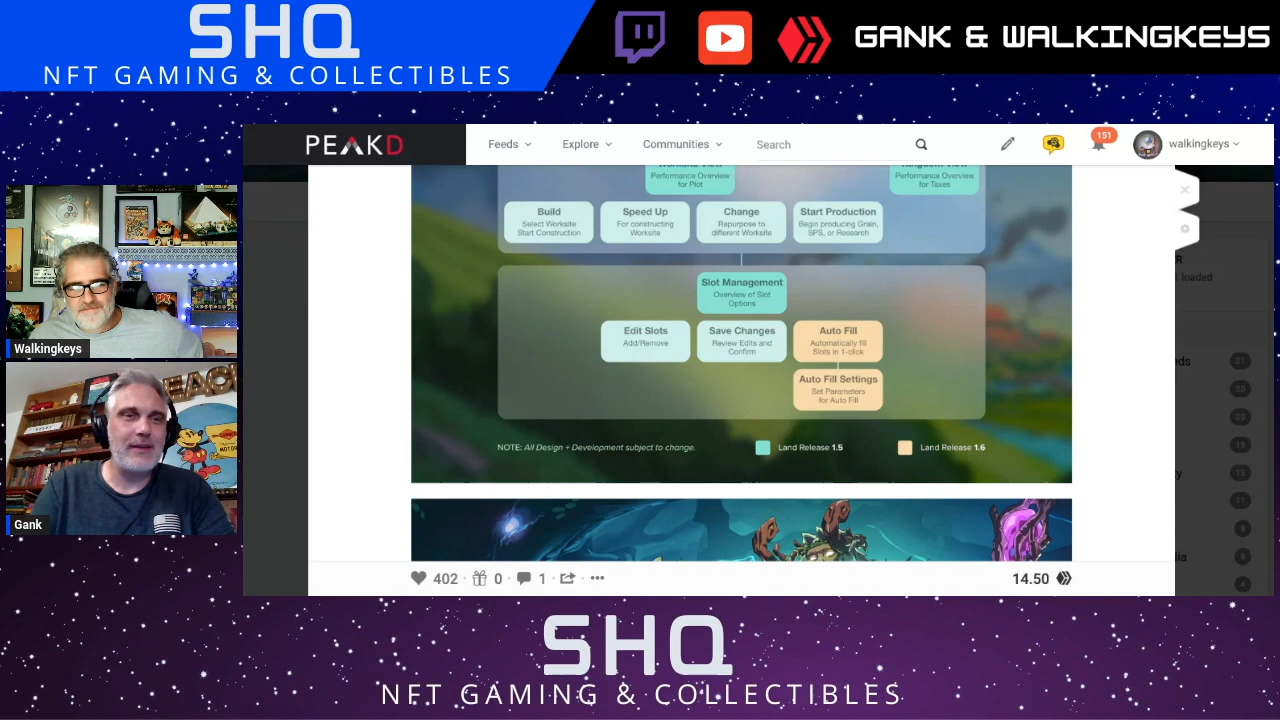 SHQ
NFT GAMING & COLLECTIBLES
GANK & WALKINGKEYS
PEAKD
Feeds
Explore
Communities
Search
151
walkingkeys
Performance Overview
for Plot
Performance Overview
for Taxes
Build
Select Worksite
Start Construction
Speed Up
For constructing
Worksite
Change
Repurpose to
different Worksite
Start Production
Begin producing Grain,
SPS, or Research
Slot Management
Overview of Slot
Options
Edit Slots
Add/Remove
Save Changes
Review Edits and
Confirm
Auto Fill
Automatically fill
Slots in 1-click
Auto Fill Settings
Set Parameters
for Auto Fill
NOTE: All Design + Development subject to change.
Land Release 1.5
Land Release 1.6
loaded
402
0
1
14.50
Walkingkeys
Gank
SHQ
NFT GAMING & COLLECTIBLES